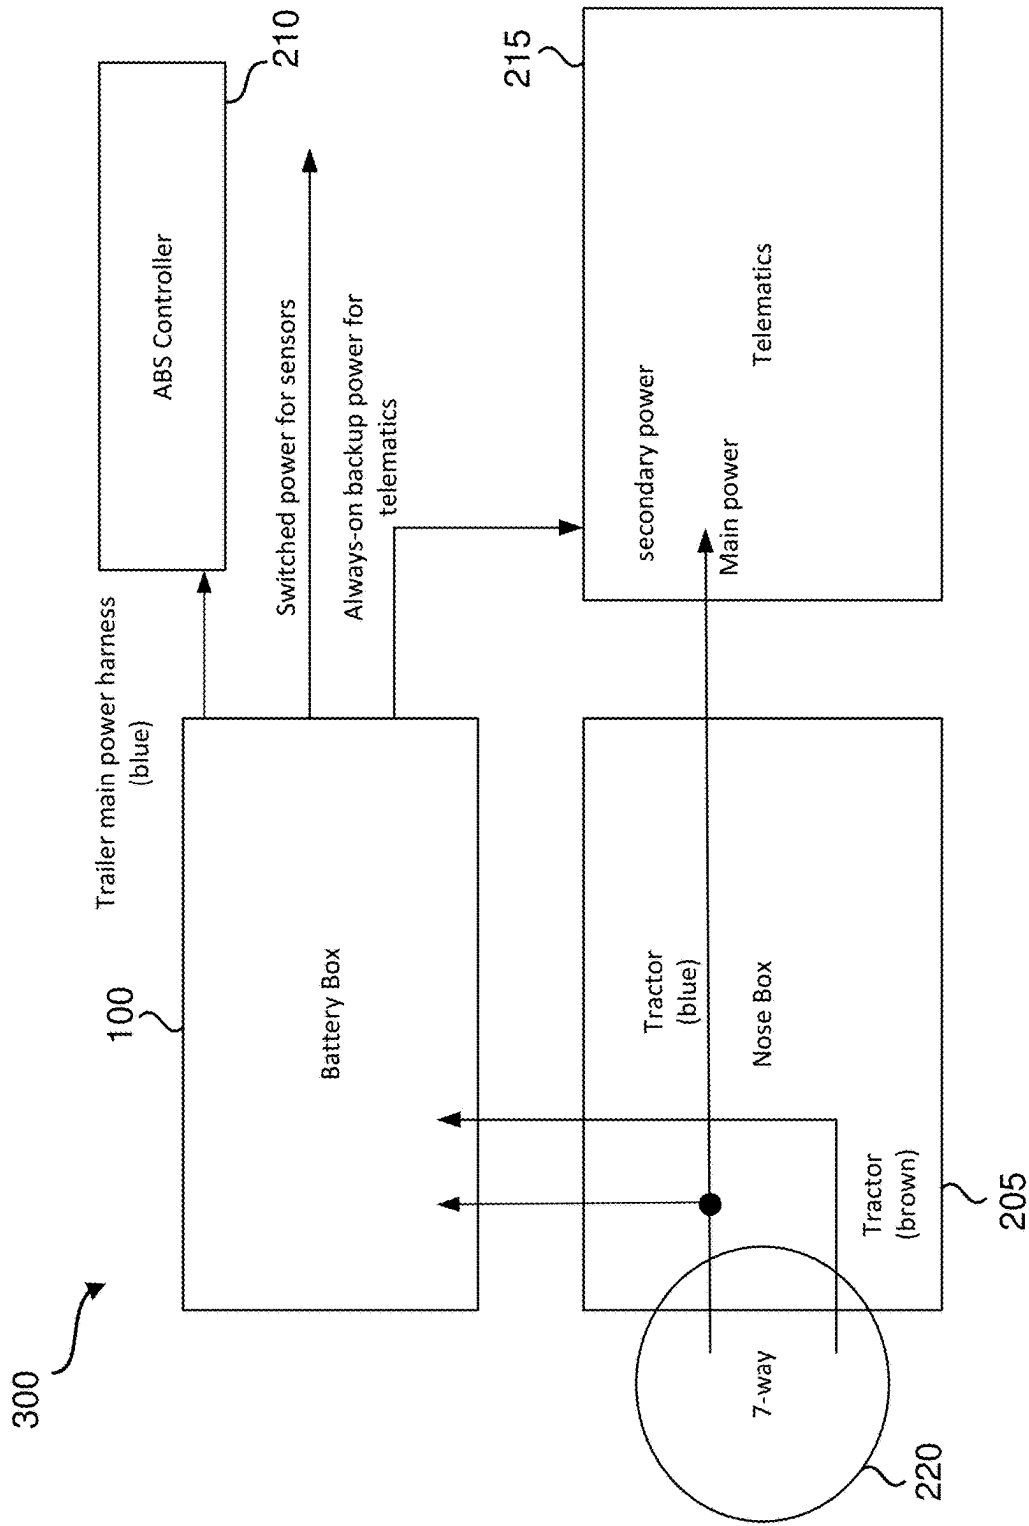 300
100
Battery Box
Trailer main power harness
(blue)
ABS Controller
210
Switched power for sensors
Always-on backup power for
telematics
7-way
220
Tractor
(blue)
Nose Box
Tractor
(brown)
205
215
secondary power
Main power
Telematics